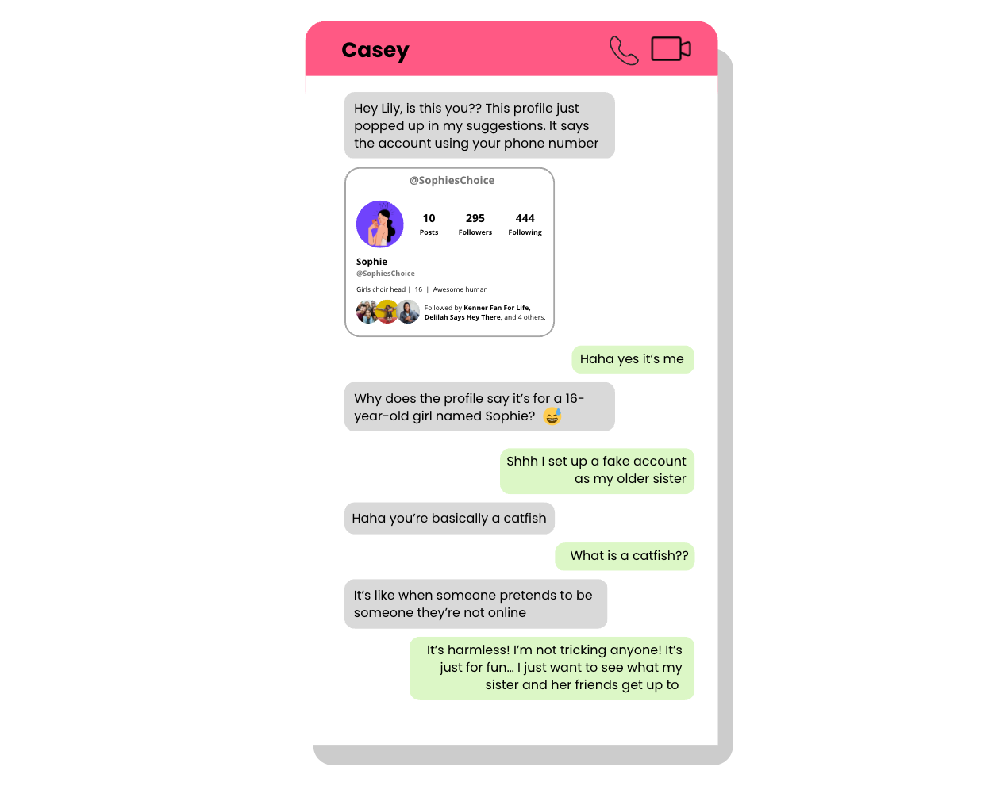 Casey
Hey Lily, is this you?? This profile just
popped up in my suggestions. It says
the account using your phone number
@SophiesChoice
10 295 444
Posts Followers Following
Sophie
@SophiesChoice
Girls choir head | 16 | Awesome human
Followed by Kenner Fan For Life,
Delilah Says Hey There, and 4 others.
Haha yes it’s me
Why does the profile say it’s for a 16-
year-old girl named Sophie? 😅
Shhh I set up a fake account
as my older sister
Haha you’re basically a catfish
What is a catfish??
It’s like when someone pretends to be
someone they’re not online
It’s harmless! I’m not tricking anyone! It’s
just for fun… I just want to see what my
sister and her friends get up to